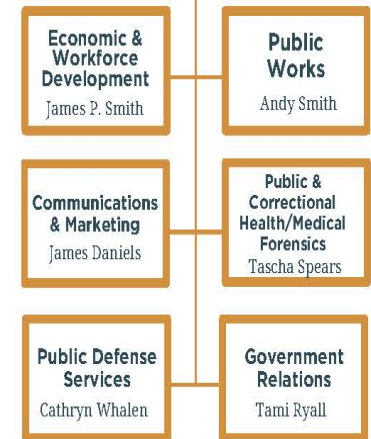 Economic &
Workforce
Development
James P. Smith
Public
Works
Andy Smith
Communications
& Marketing
James Daniels
Public &
Correctional
Health/Medical
Forensics
Tascha Spears
Public Defense
Services
Cathryn Whalen
Government
Relations
Tami Ryall